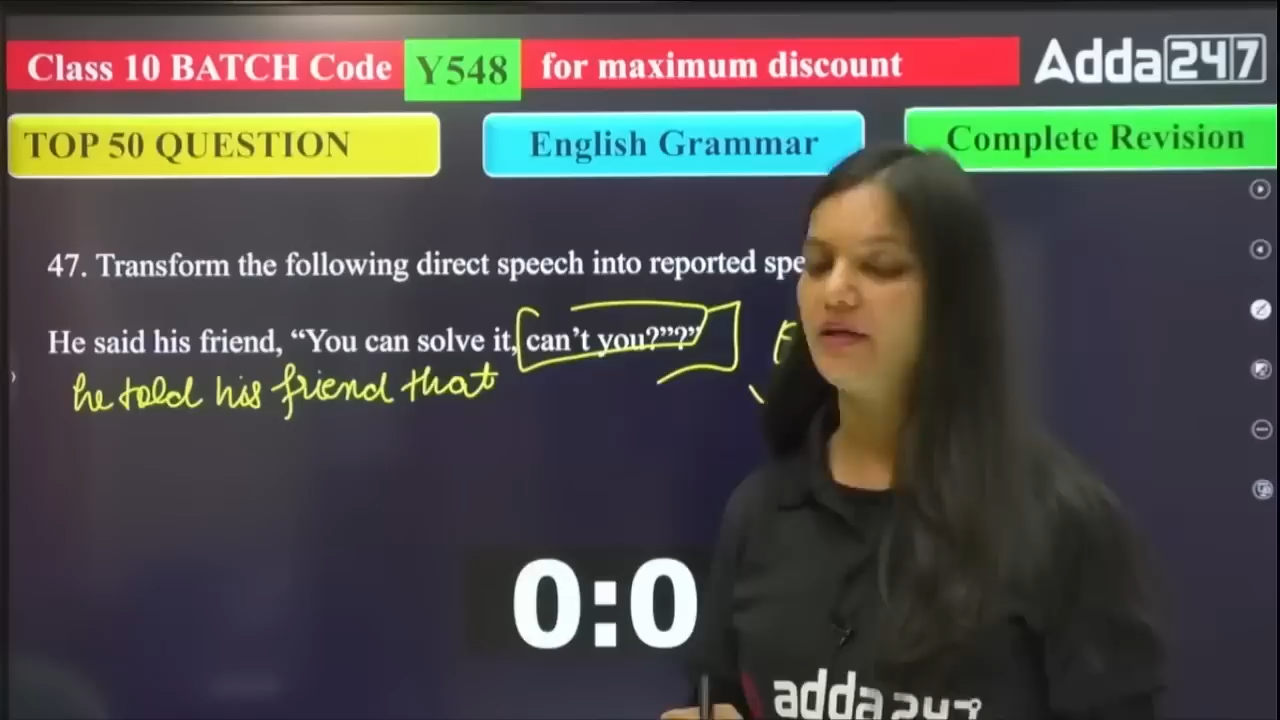 Class 10 BATCH Code Y548 for maximum discount
Adda247
TOP 50 QUESTION
English Grammar
Complete Revision
47. Transform the following direct speech into reported spe
He said his friend, “You can solve it, can’t you?”?”
he told his friend that
0:0
adda247